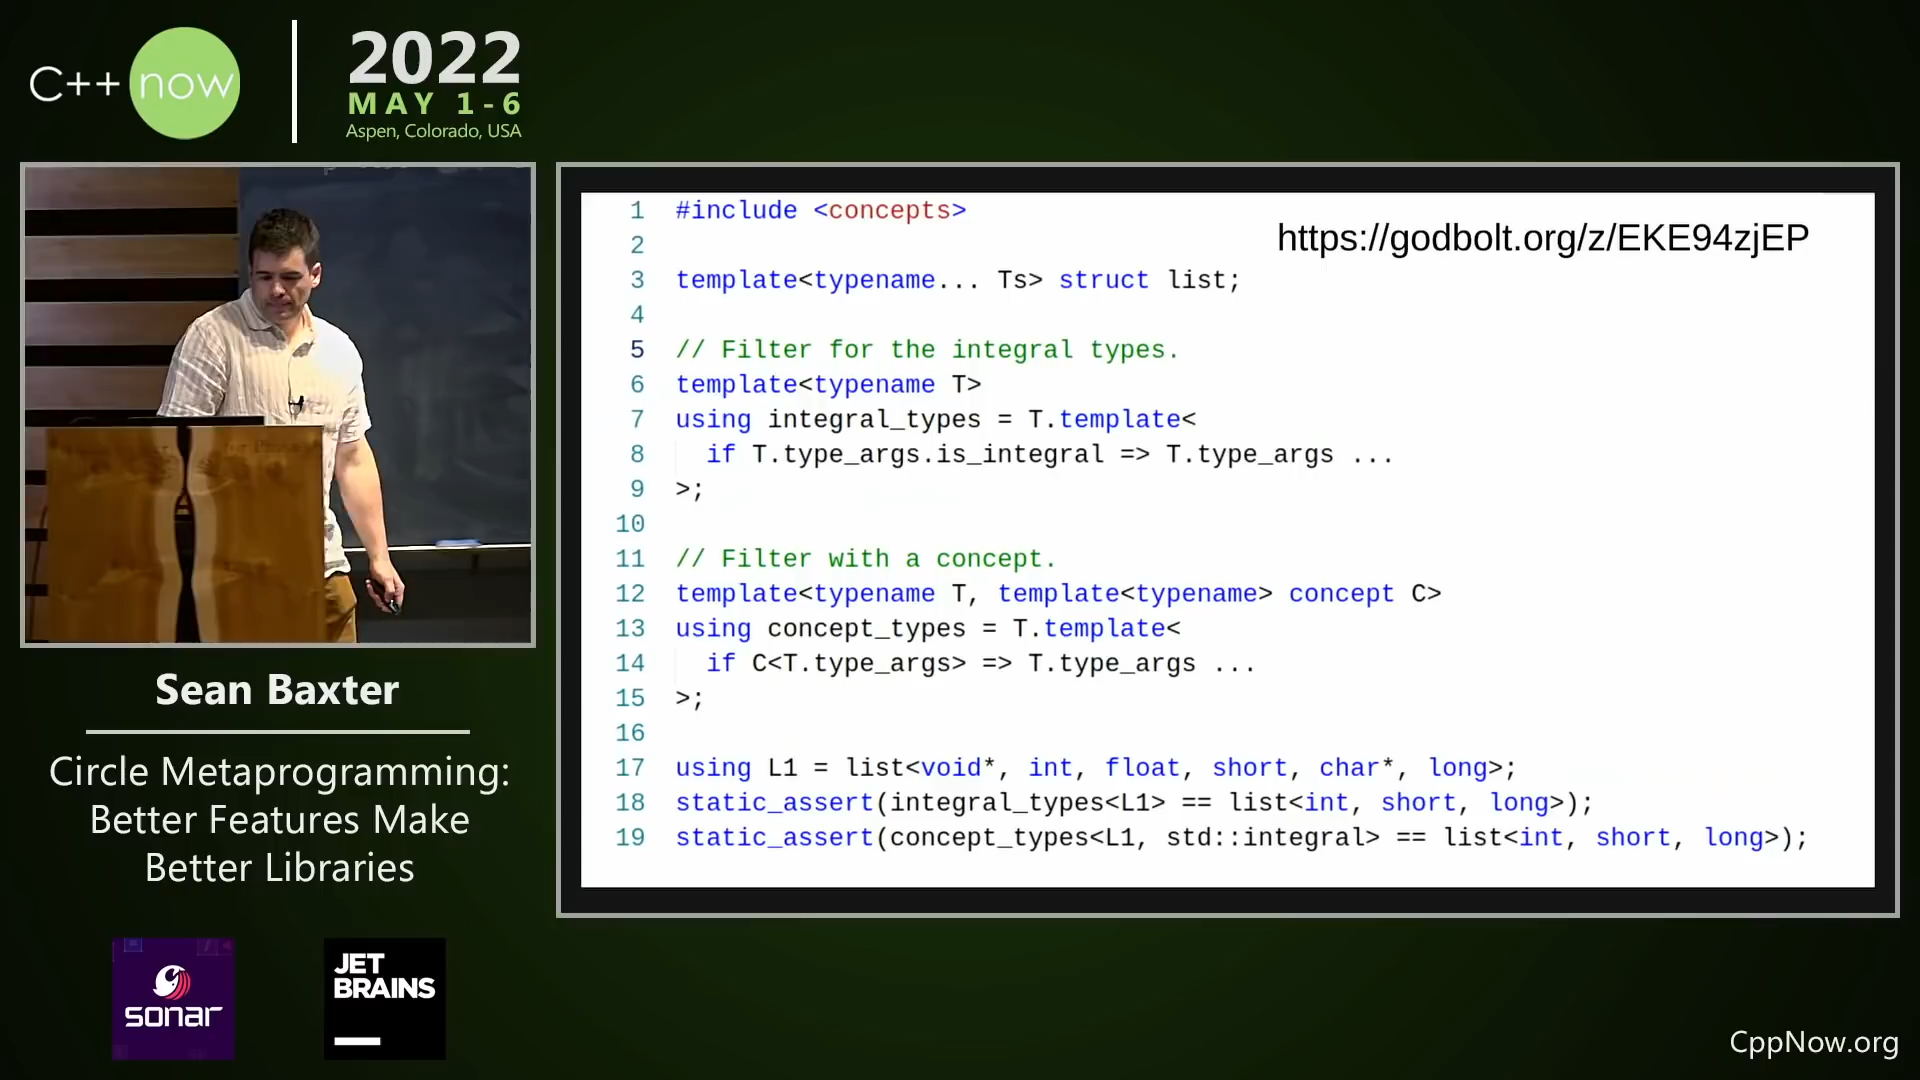 C++ now
2022
MAY 1-6
Aspen, Colorado, USA
1 #include <concepts>
https://godbolt.org/z/EKE94zjEP
2
3 template<typename... Ts> struct list;
4
5 // Filter for the integral types.
6 template<typename T>
7 using integral_types = T.template<
8 if T.type_args.is_integral => T.type_args ...
9 >;
10
11 // Filter with a concept.
12 template<typename T, template<typename> concept C>
13 using concept_types = T.template<
14 if C<T.type_args> => T.type_args ...
15 >;
16
17 using L1 = list<void*, int, float, short, char*, long>;
18 static_assert(integral_types<L1> == list<int, short, long>);
19 static_assert(concept_types<L1, std::integral> == list<int, short, long>);
Sean Baxter
Circle Metaprogramming:
Better Features Make
Better Libraries
sonar
JET
BRAINS
CppNow.org